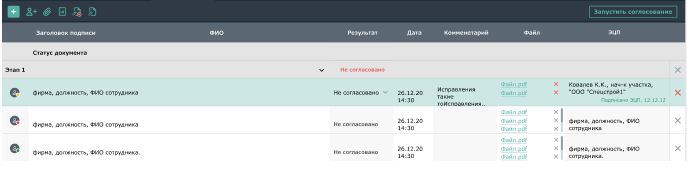 Запустить согласование
Заголовок подписи ФИО Результат Дата Комменетарий Файл ЭЦП
Статус документа
Этап 1 Не согласовано
фирма, должность, ФИО сотрудника Не согласовано 26.12.20 14:30 Исправления такие тоИсправления.. Файл.pdf Файл.pdf Файл.pdf Ковалев К.К., нач-к участка, "ООО "Спецстрой1" Подписано ЭЦП, 12.12.12
фирма, должность, ФИО сотрудника Не согласовано 26.12.20 14:30 Файл.pdf Файл.pdf Файл.pdf фирма, должность, ФИО сотрудника
фирма, должность, ФИО сотрудника. Не согласовано 26.12.20 14:30 Файл.pdf Файл.pdf Файл.pdf фирма, должность, ФИО сотрудника.